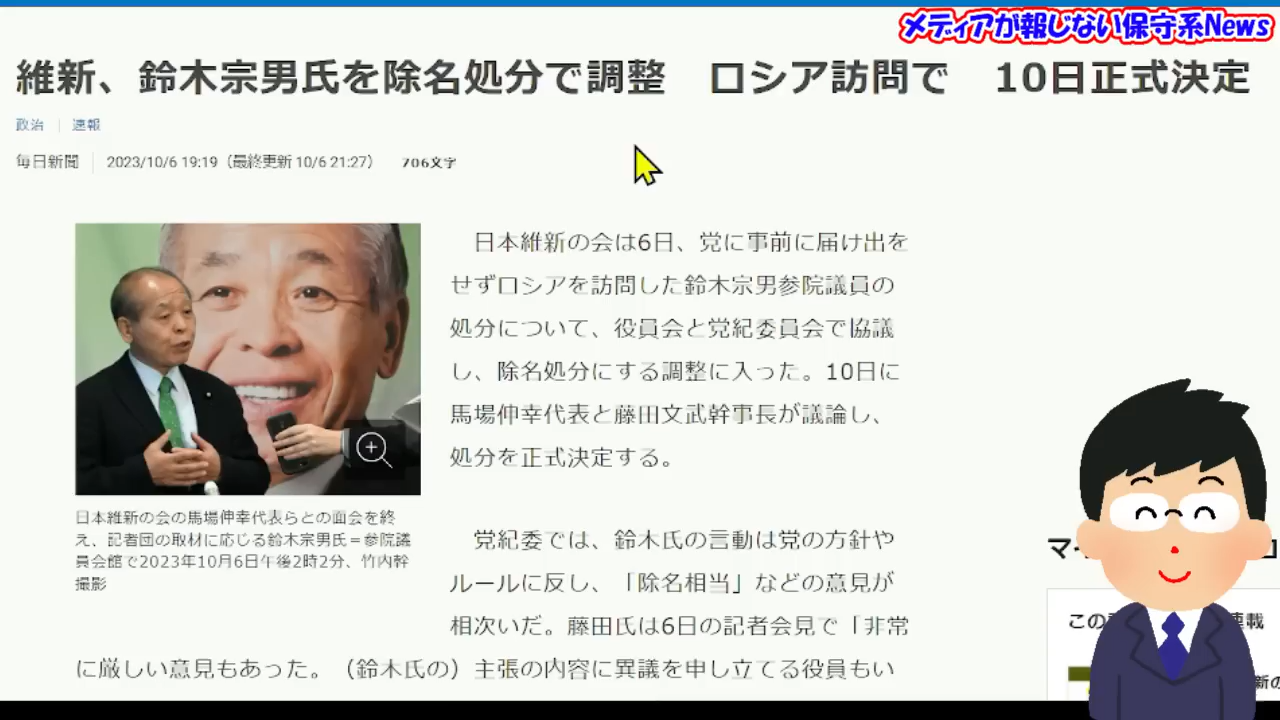 メディアが報じない保守系News
維新、鈴木宗男氏を除名処分で調整　ロシア訪問で　10日正式決定
政治 | 速報
毎日新聞 | 2023/10/6 19:19（最終更新 10/6 21:27） 706文字
日本維新の会は6日、党に事前に届け出を
せずロシアを訪問した鈴木宗男参院議員の
処分について、役員会と党紀委員会で協議
し、除名処分にする調整に入った。10日に
馬場伸幸代表と藤田文武幹事長が議論し、
処分を正式決定する。
日本維新の会の馬場伸幸代表らとの面会を終
え、記者団の取材に応じる鈴木宗男氏＝参院議
員会館で2023年10月6日午後2時2分、竹内幹
撮影
党紀委では、鈴木氏の言動は党の方針や
ルールに反し、「除名相当」などの意見が
相次いだ。藤田氏は6日の記者会見で「非常
に厳しい意見もあった。（鈴木氏の）主張の内容に異議を申し立てる役員もい
マ
この
連載
新の